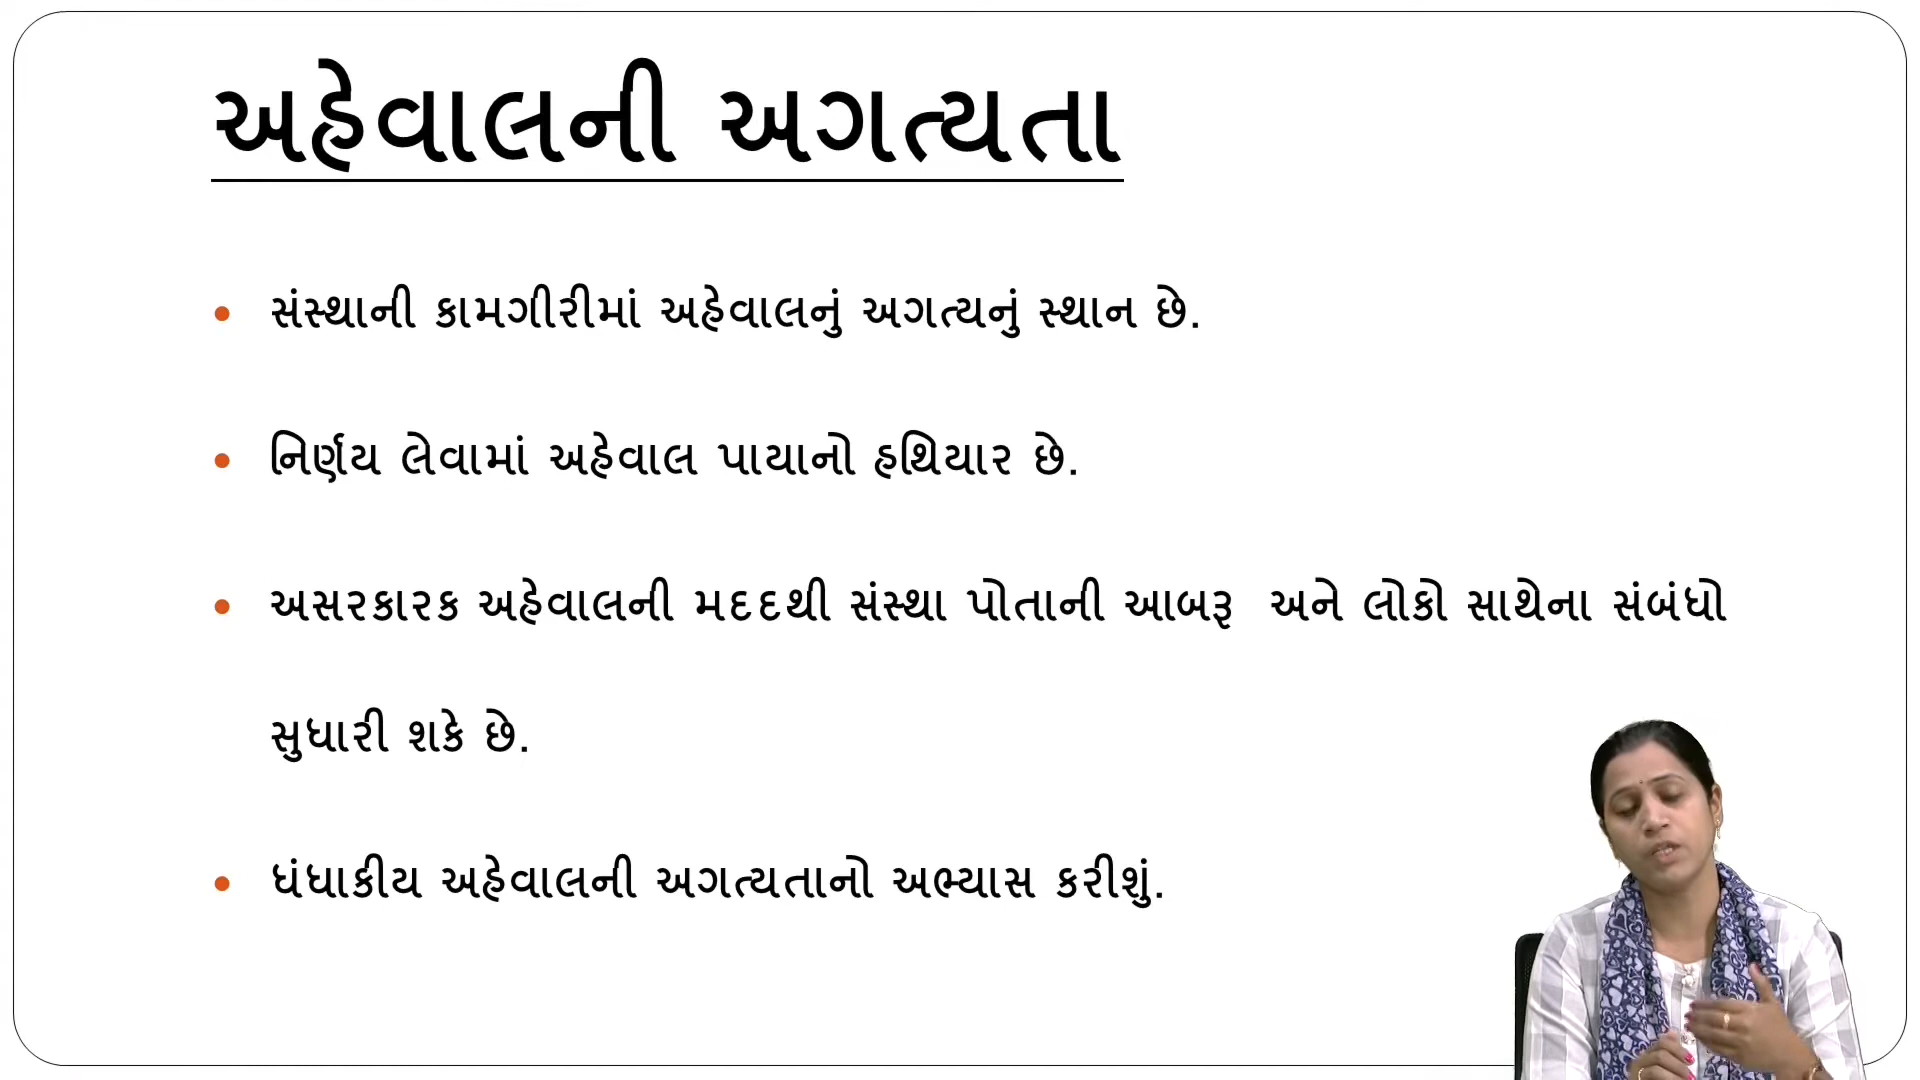 અહેવાલની અગત્યતા
• સંસ્થાની કામગીરીમાં અહેવાલનું અગત્યનું સ્થાન છે.
• નિર્ણય લેવામાં અહેવાલ પાયાનો હથિયાર છે.
• અસરકારક અહેવાલની મદદથી સંસ્થા પોતાની આબરૂ અને લોકો સાથેના સંબંધો
સુધારી શકે છે.
• ધંધાકીય અહેવાલની અગત્યતાનો અભ્યાસ કરીશું.